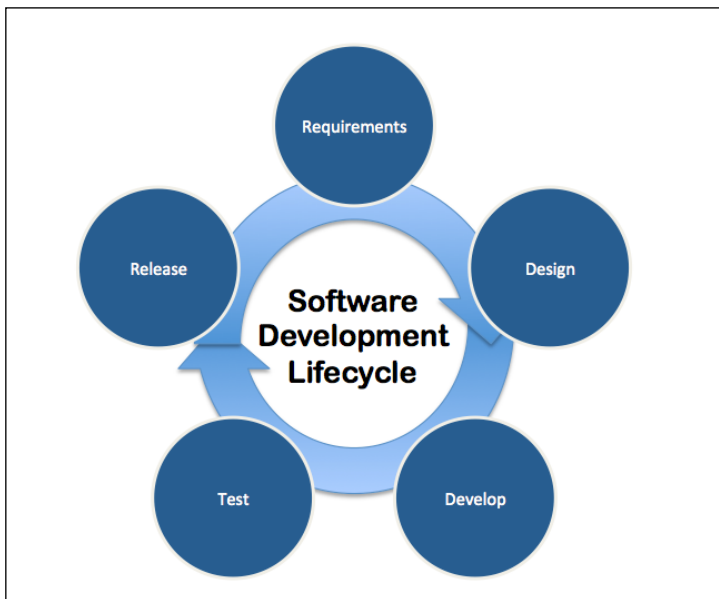 Requirements
Design
Develop
Test
Release
Software
Development
Lifecycle